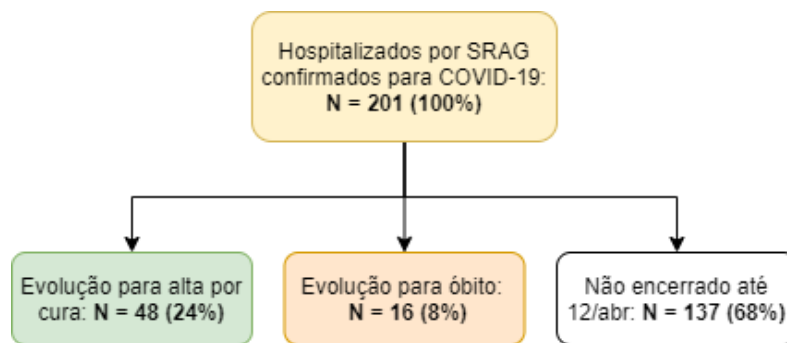 Hospitalizados por SRAG
confirmados para COVID-19:
N = 201 (100%)
Evolução para alta por
cura: N = 48 (24%)
Evolução para óbito:
N = 16 (8%)
Não encerrado até
12/abr: N = 137 (68%)